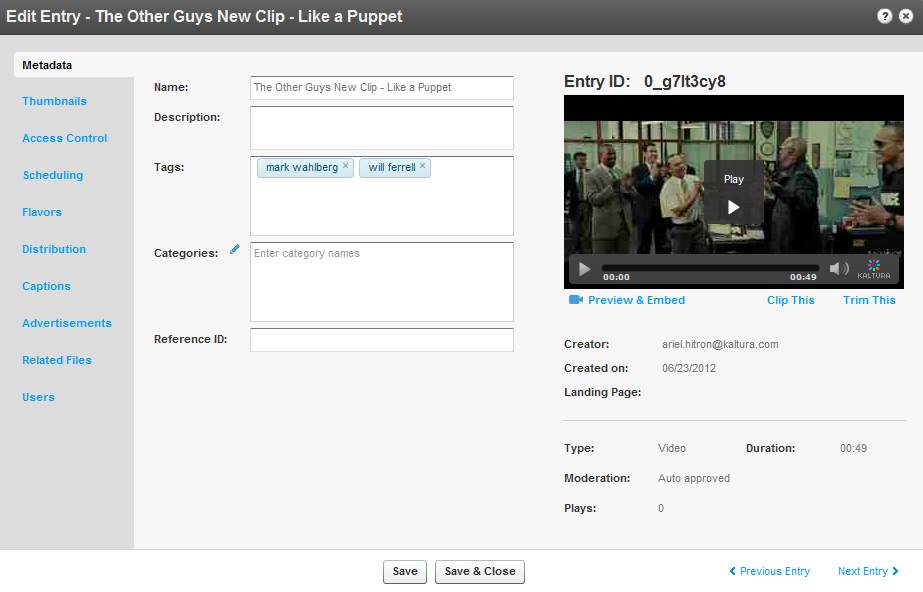 Edit Entry - The Other Guys New Clip - Like a Puppet
?
Metadata
Thumbnails
Access Control
Scheduling
Flavors
Distribution
Captions
Advertisements
Related Files
Users
Name: The Other Guys New Clip - Like a Puppet
Description:
Tags: mark wahlberg × will ferrell ×
Categories: Enter category names
Reference ID:
Entry ID: 0_g7lt3cy8
Play
00:00 00:49 KALTURA
Preview & Embed Clip This Trim This
Creator: ariel.hitron@kaltura.com
Created on: 06/23/2012
Landing Page:
Type: Video Duration: 00:49
Moderation: Auto approved
Plays: 0
Save Save & Close Previous Entry Next Entry